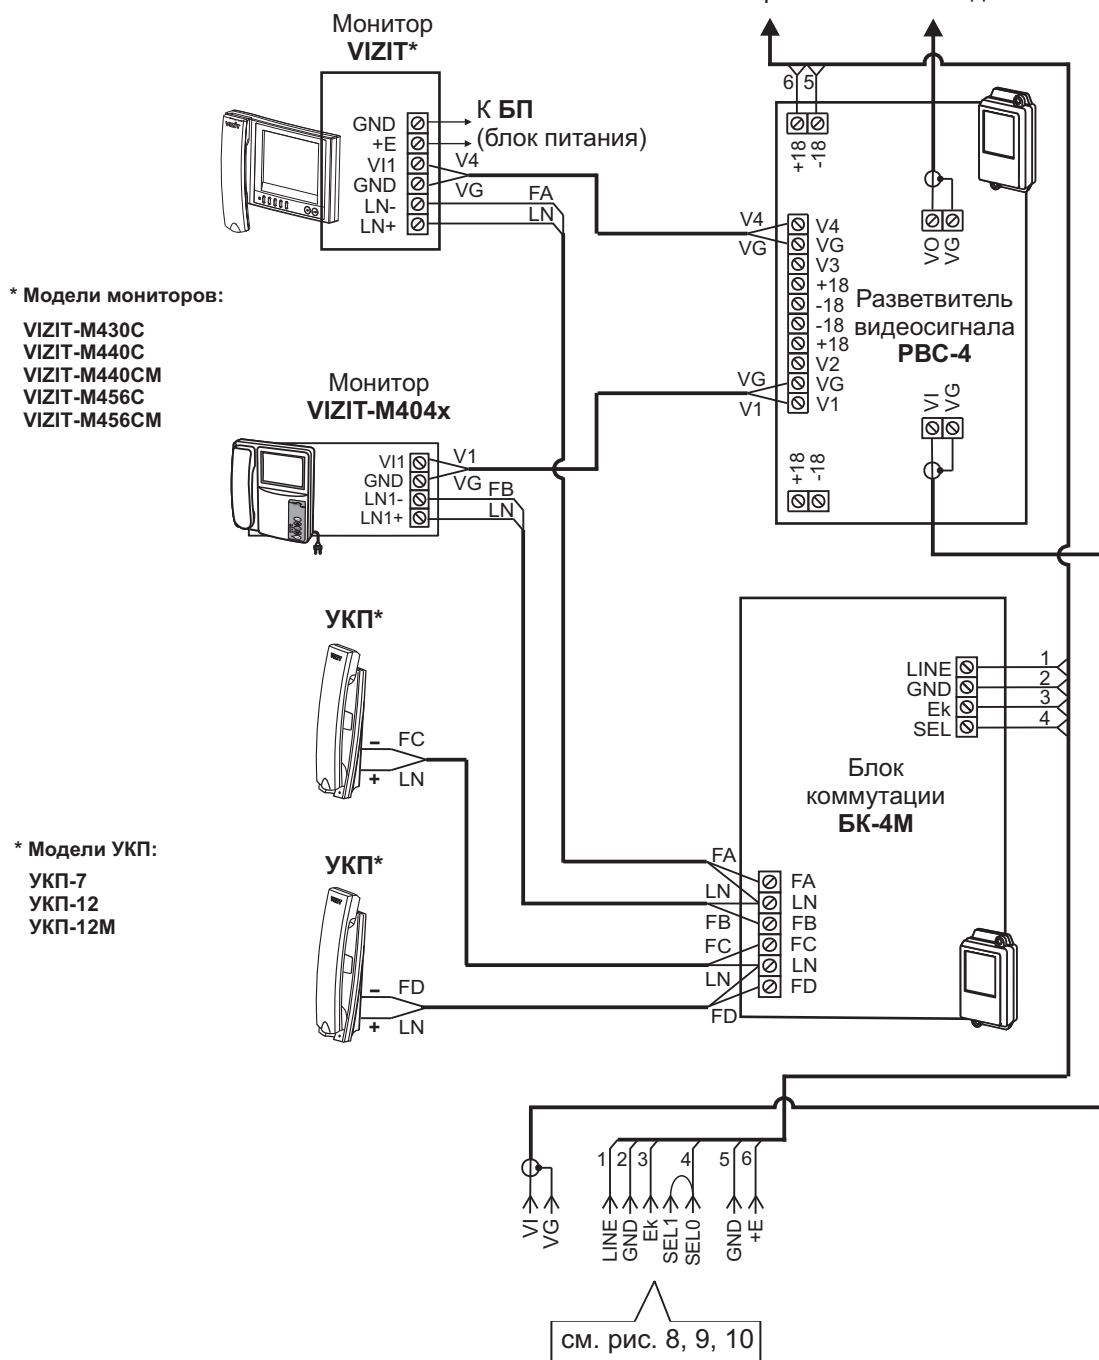 Монитор
VIZIT*
GND
+E
VI1
GND
LN-
LN+
К БП
(блок питания)
V4
VG
FA
LN
6
5
+18
-18
VO
VG
V4
VG
V4
VG
V3
+18
-18
-18
+18
V2
VG
V1
VG
V1
Разветвитель
видеосигнала
РВС-4
VI
VG
+18
-18
* Модели мониторов:
VIZIT-M430C
VIZIT-M440C
VIZIT-M440CM
VIZIT-M456C
VIZIT-M456CM
Монитор
VIZIT-M404x
VI1
GND
LN1-
LN1+
V1
VG
FB
LN
УКП*
-
+
FC
LN
LINE
GND
Ek
SEL
1
2
3
4
Блок
коммутации
БК-4М
* Модели УКП:
УКП-7
УКП-12
УКП-12М
УКП*
-
+
FD
LN
FA
LN
FB
FC
LN
FD
FA
LN
FB
FC
LN
FD
VI
VG
1
2
3
4
5
6
LINE
GND
Ek
SEL1
SEL0
GND
+E
см. рис. 8, 9, 10